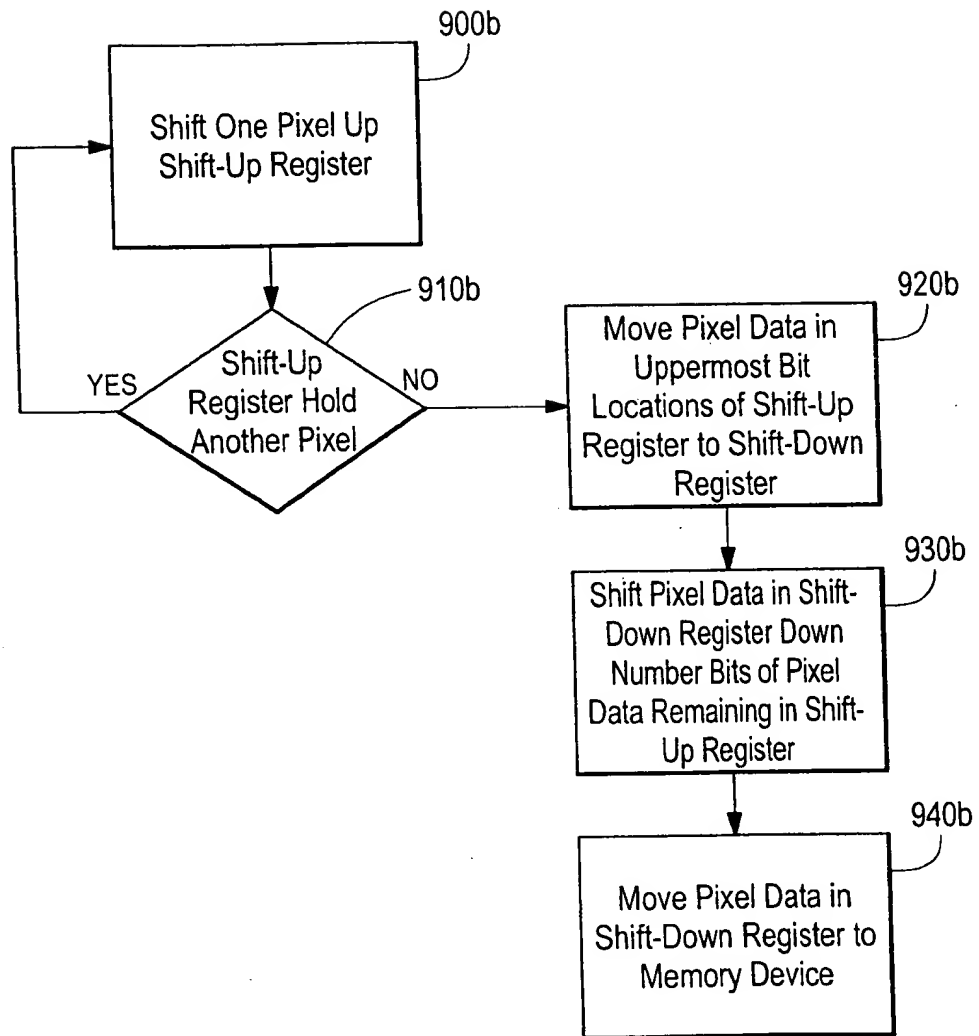 900b
Shift One Pixel Up
Shift-Up Register
910b
Shift-Up
Register Hold
Another Pixel
YES
NO
920b
Move Pixel Data in
Uppermost Bit
Locations of Shift-Up
Register to Shift-Down
Register
930b
Shift Pixel Data in Shift-
Down Register Down
Number Bits of Pixel
Data Remaining in Shift-
Up Register
940b
Move Pixel Data in
Shift-Down Register to
Memory Device